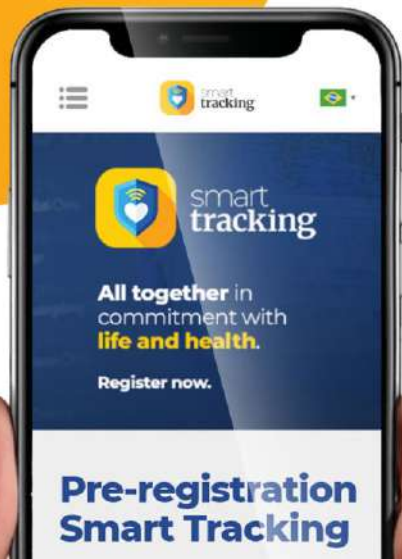 smart
tracking
smart
tracking
All together in
commitment with
life and health.
Register now.
Pre-registration
Smart Tracking